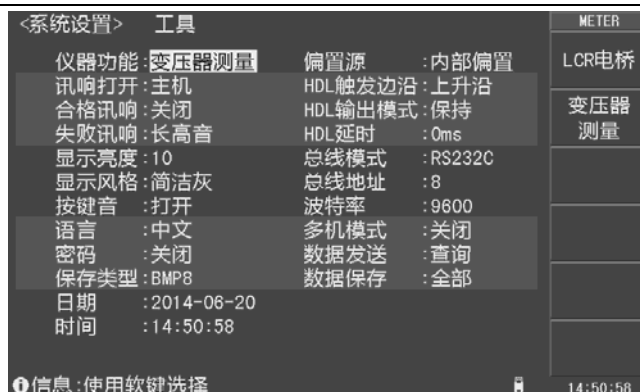 <系统设置> 工具 METER
仪器功能:变压器测量 偏置源 :内部偏置 LCR电桥
讯响打开:主机 HDL触发边沿:上升沿
合格讯响:关闭 HDL输出模式:保持 变压器
失败讯响:长高音 HDL延时 :0ms 测量
显示亮度:10 总线模式 :RS232C
显示风格:简洁灰 总线地址 :8
按键音 :打开 波特率 :9600
语言 :中文 多机模式 :关闭
密码 :关闭 数据发送 :查询
保存类型:BMP8 数据保存 :全部
日期 :2014-06-20
时间 :14:50:58
信息:使用软键选择 14:50:58